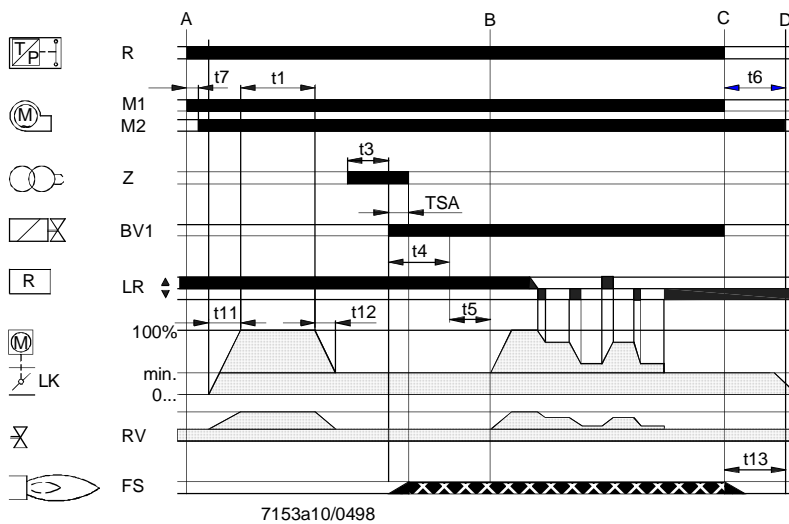 A B C D
T/P R
t7 t1 t6
M M1
M2
t3
Z
TSA
BV1
t4
R LR
t11 t12 t5
100%
M
LK min.
0...
RV
t13
FS
7153a10/0498